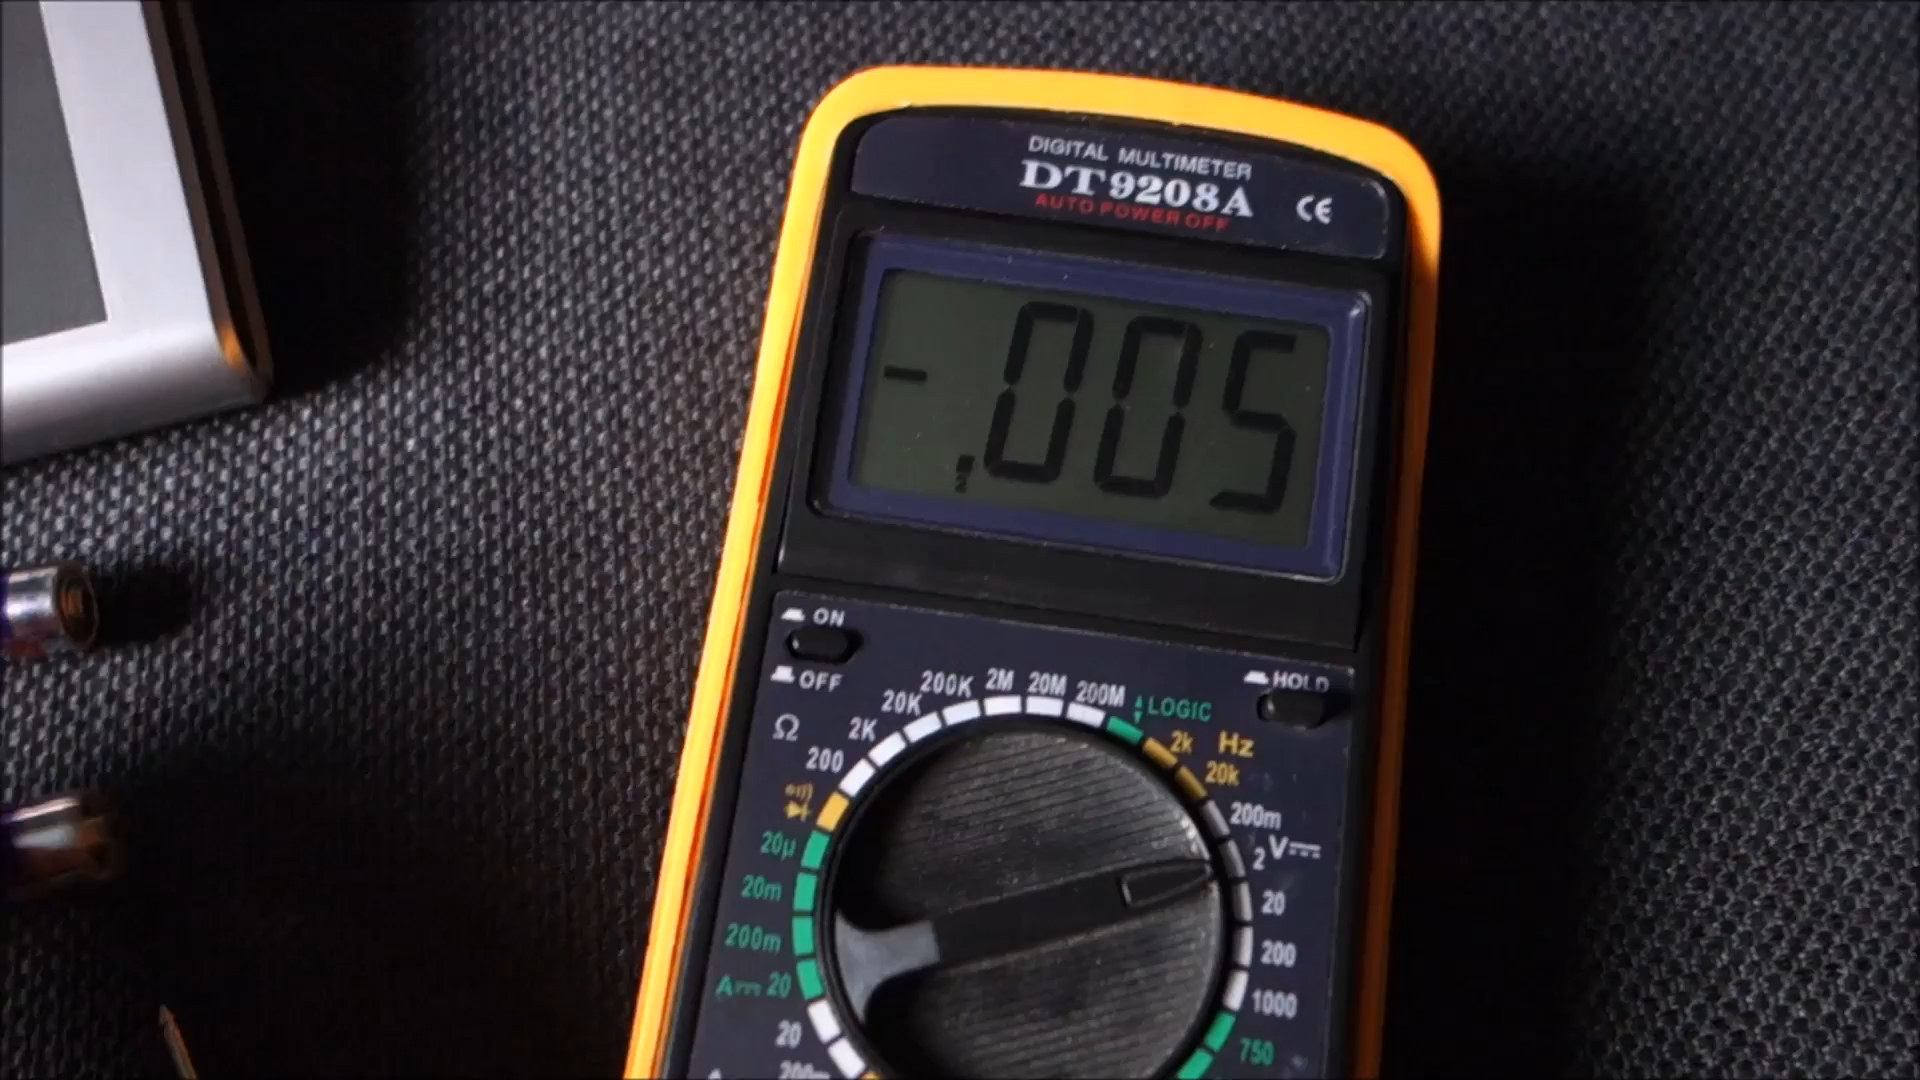 DIGITAL MULTIMETER
DT9208A
AUTO POWER OFF
CE
-.005
ON
OFF
HOLD
Ω
200
2K
20K
200K
2M
20M
200M
LOGIC
2k
Hz
20k
200m
V
2
20
200
1000
750
20µ
20m
200m
A 20
20